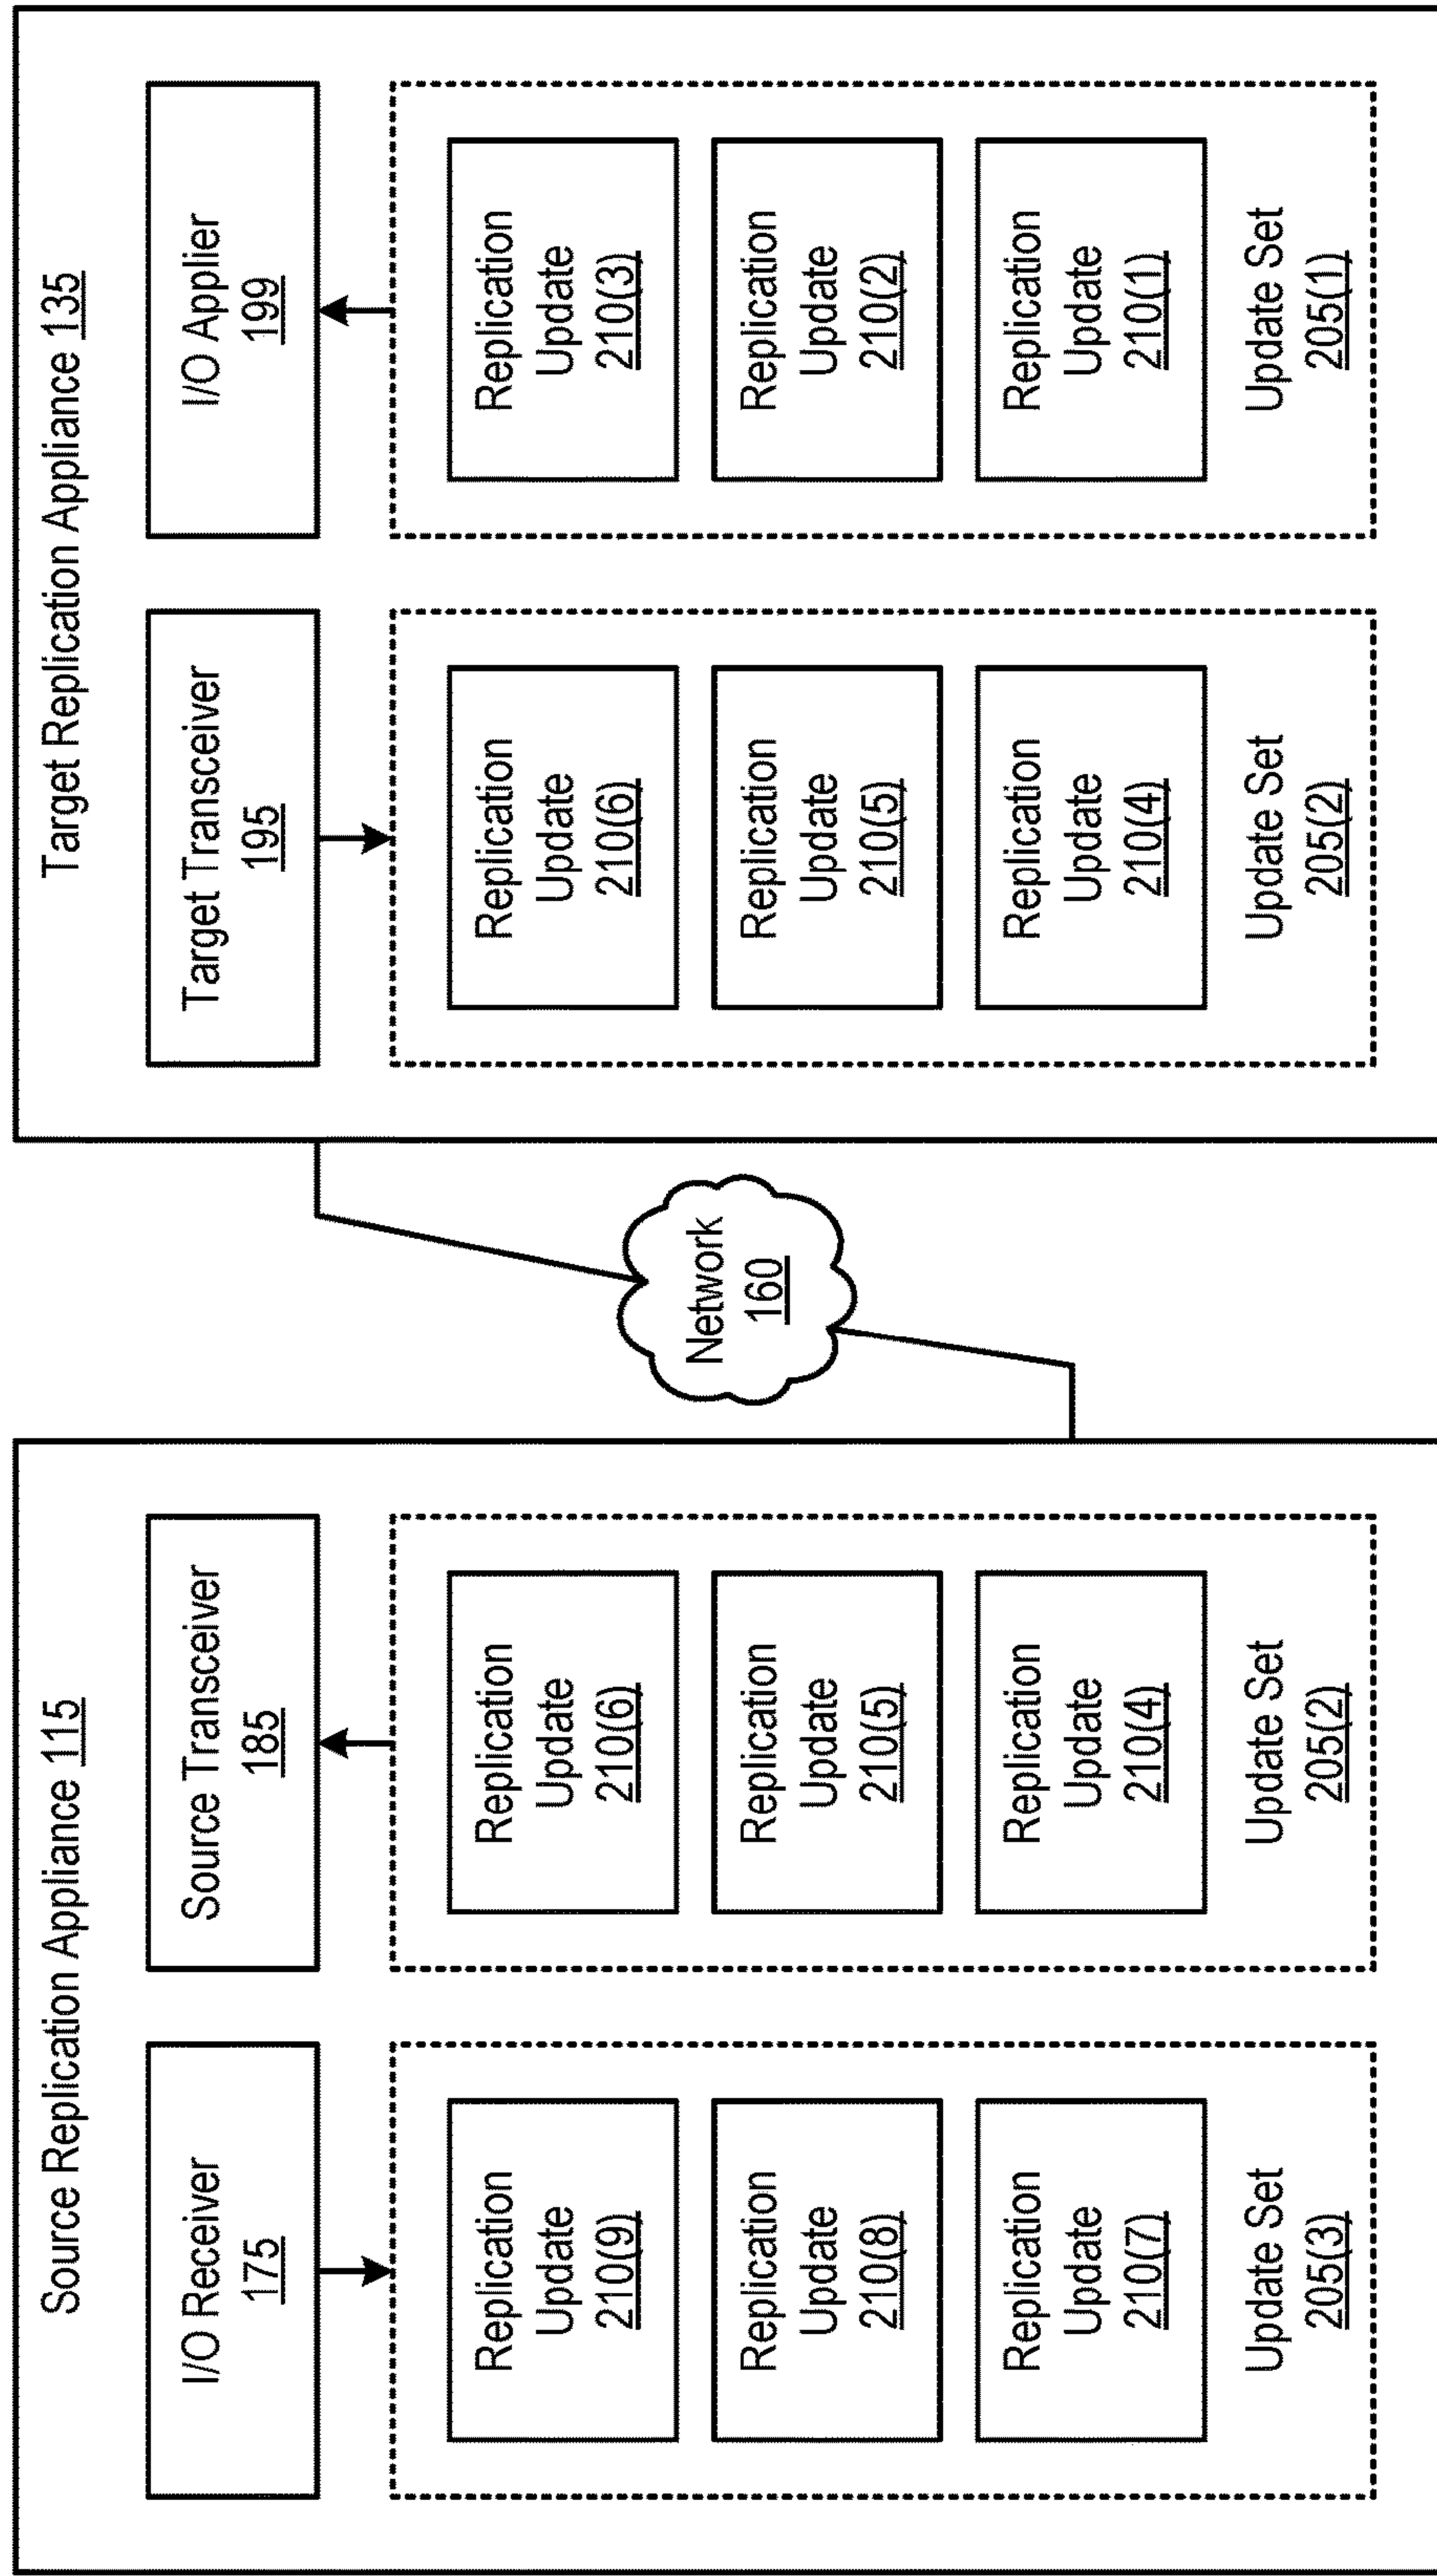 Source Replication Appliance 115
I/O Receiver
175
Replication
Update
210(9)
Replication
Update
210(8)
Replication
Update
210(7)
Update Set
205(3)
Source Transceiver
185
Replication
Update
210(6)
Replication
Update
210(5)
Replication
Update
210(4)
Update Set
205(2)
Network
160
Target Replication Appliance 135
Target Transceiver
195
Replication
Update
210(6)
Replication
Update
210(5)
Replication
Update
210(4)
Update Set
205(2)
I/O Applier
199
Replication
Update
210(3)
Replication
Update
210(2)
Replication
Update
210(1)
Update Set
205(1)